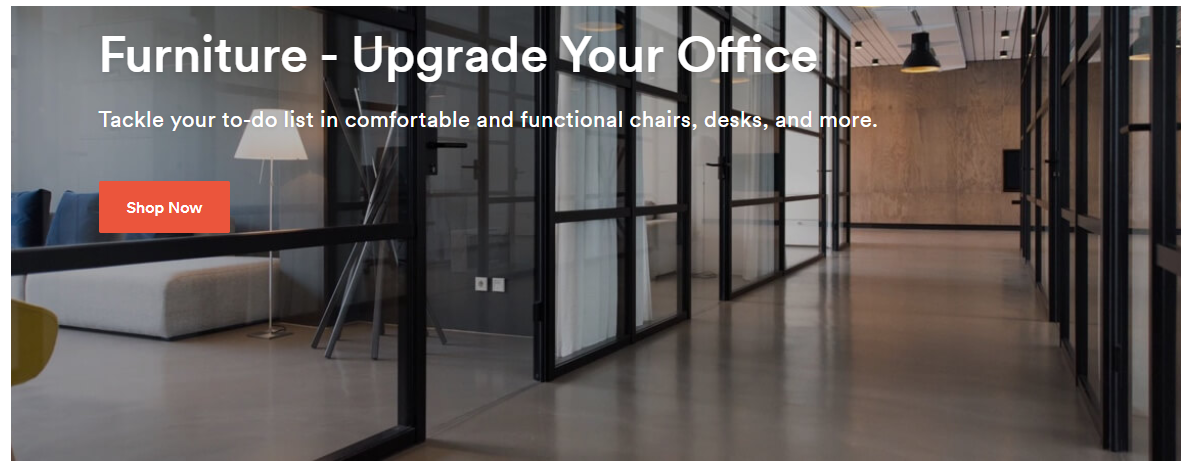 Furniture - Upgrade Your Office
Tackle your to-do list in comfortable and functional chairs, desks, and more.
Shop Now